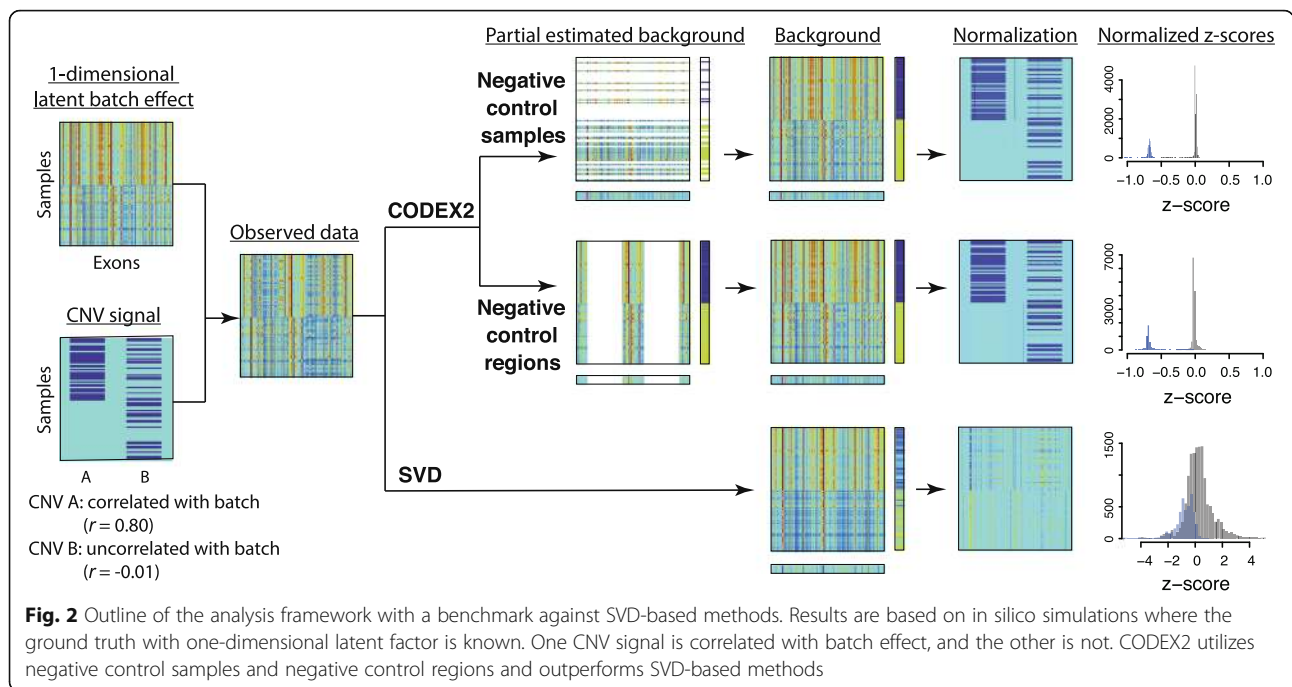 Partial estimated background
Background
Normalization
Normalized z-scores
1-dimensional
latent batch effect
Samples
Exons
CNV signal
Samples
A B
CNV A: correlated with batch
(r = 0.80)
CNV B: uncorrelated with batch
(r = -0.01)
Observed data
CODEX2
SVD
Negative
control
samples
Negative
control
regions
0 2000 4000
−1.0 −0.5 0.0 0.5 1.0
z−score
0 3000 7000
−1.0 −0.5 0.0 0.5 1.0
z−score
0 500 1500
−4 −2 0 2 4
z−score
Fig. 2 Outline of the analysis framework with a benchmark against SVD-based methods. Results are based on in silico simulations where the
ground truth with one-dimensional latent factor is known. One CNV signal is correlated with batch effect, and the other is not. CODEX2 utilizes
negative control samples and negative control regions and outperforms SVD-based methods